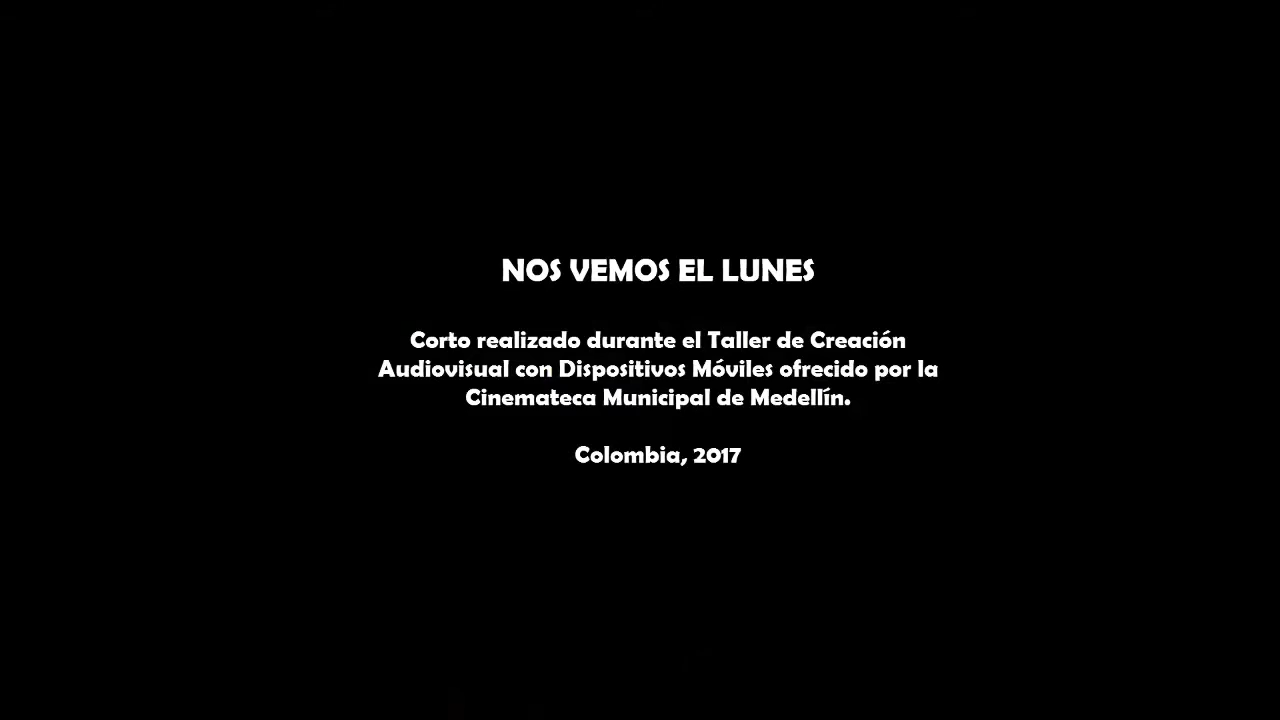 NOS VEMOS EL LUNES
Corto realizado durante el Taller de Creación
Audiovisual con Dispositivos Móviles ofrecido por la
Cinemateca Municipal de Medellín.
Colombia, 2017